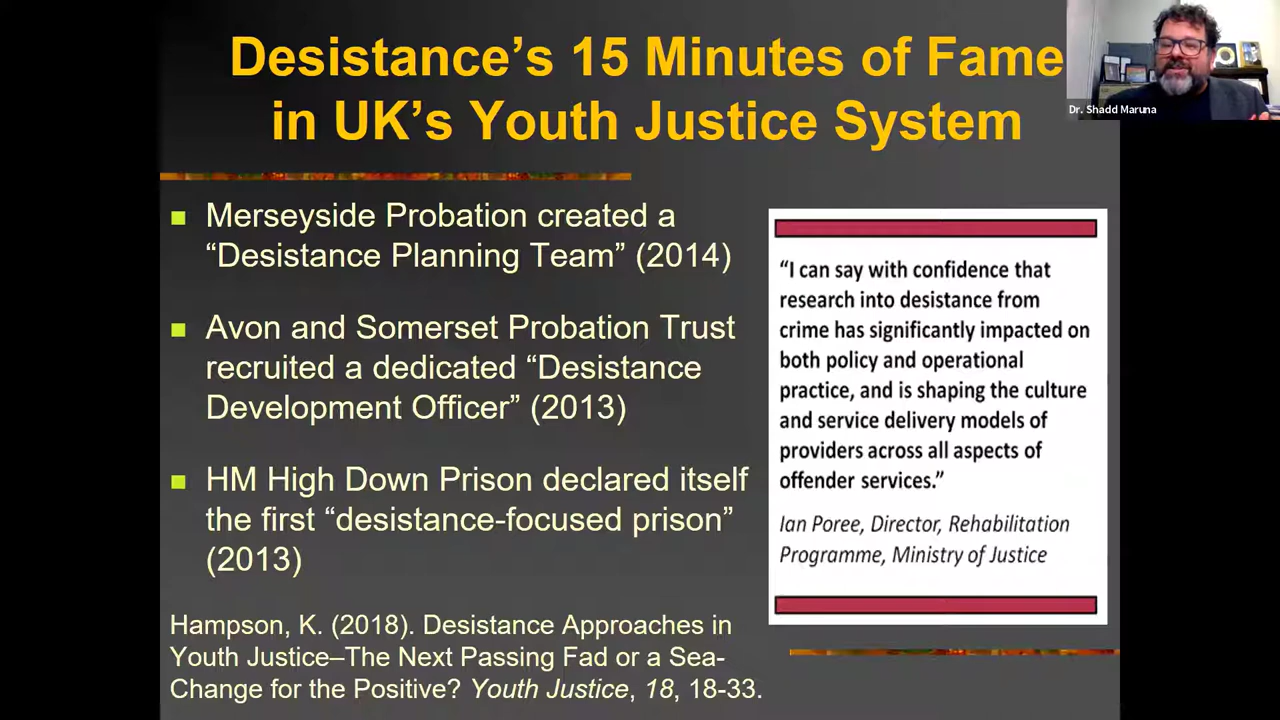 Desistance’s 15 Minutes of Fame
in UK’s Youth Justice System
Dr. Shadd Maruna
Merseyside Probation created a
“Desistance Planning Team” (2014)
Avon and Somerset Probation Trust
recruited a dedicated “Desistance
Development Officer” (2013)
HM High Down Prison declared itself
the first “desistance-focused prison”
(2013)
Hampson, K. (2018). Desistance Approaches in
Youth Justice–The Next Passing Fad or a Sea-
Change for the Positive? Youth Justice, 18, 18-33.
“I can say with confidence that
research into desistance from
crime has significantly impacted on
both policy and operational
practice, and is shaping the culture
and service delivery models of
providers across all aspects of
offender services.”
Ian Poree, Director, Rehabilitation
Programme, Ministry of Justice